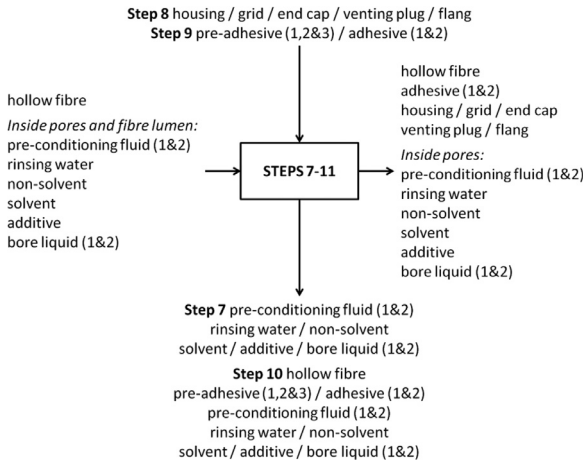 Step 8 housing / grid / end cap / venting plug / flang
Step 9 pre-adhesive (1,2&3) / adhesive (1&2)
hollow fibre
Inside pores and fibre lumen:
pre-conditioning fluid (1&2)
rinsing water
non-solvent
solvent
additive
bore liquid (1&2)
STEPS 7-11
hollow fibre
adhesive (1&2)
housing / grid / end cap
venting plug / flang
Inside pores:
pre-conditioning fluid (1&2)
rinsing water
non-solvent
solvent
additive
bore liquid (1&2)
Step 7 pre-conditioning fluid (1&2)
rinsing water / non-solvent
solvent / additive / bore liquid (1&2)
Step 10 hollow fibre
pre-adhesive (1,2&3) / adhesive (1&2)
pre-conditioning fluid (1&2)
rinsing water / non-solvent
solvent / additive / bore liquid (1&2)